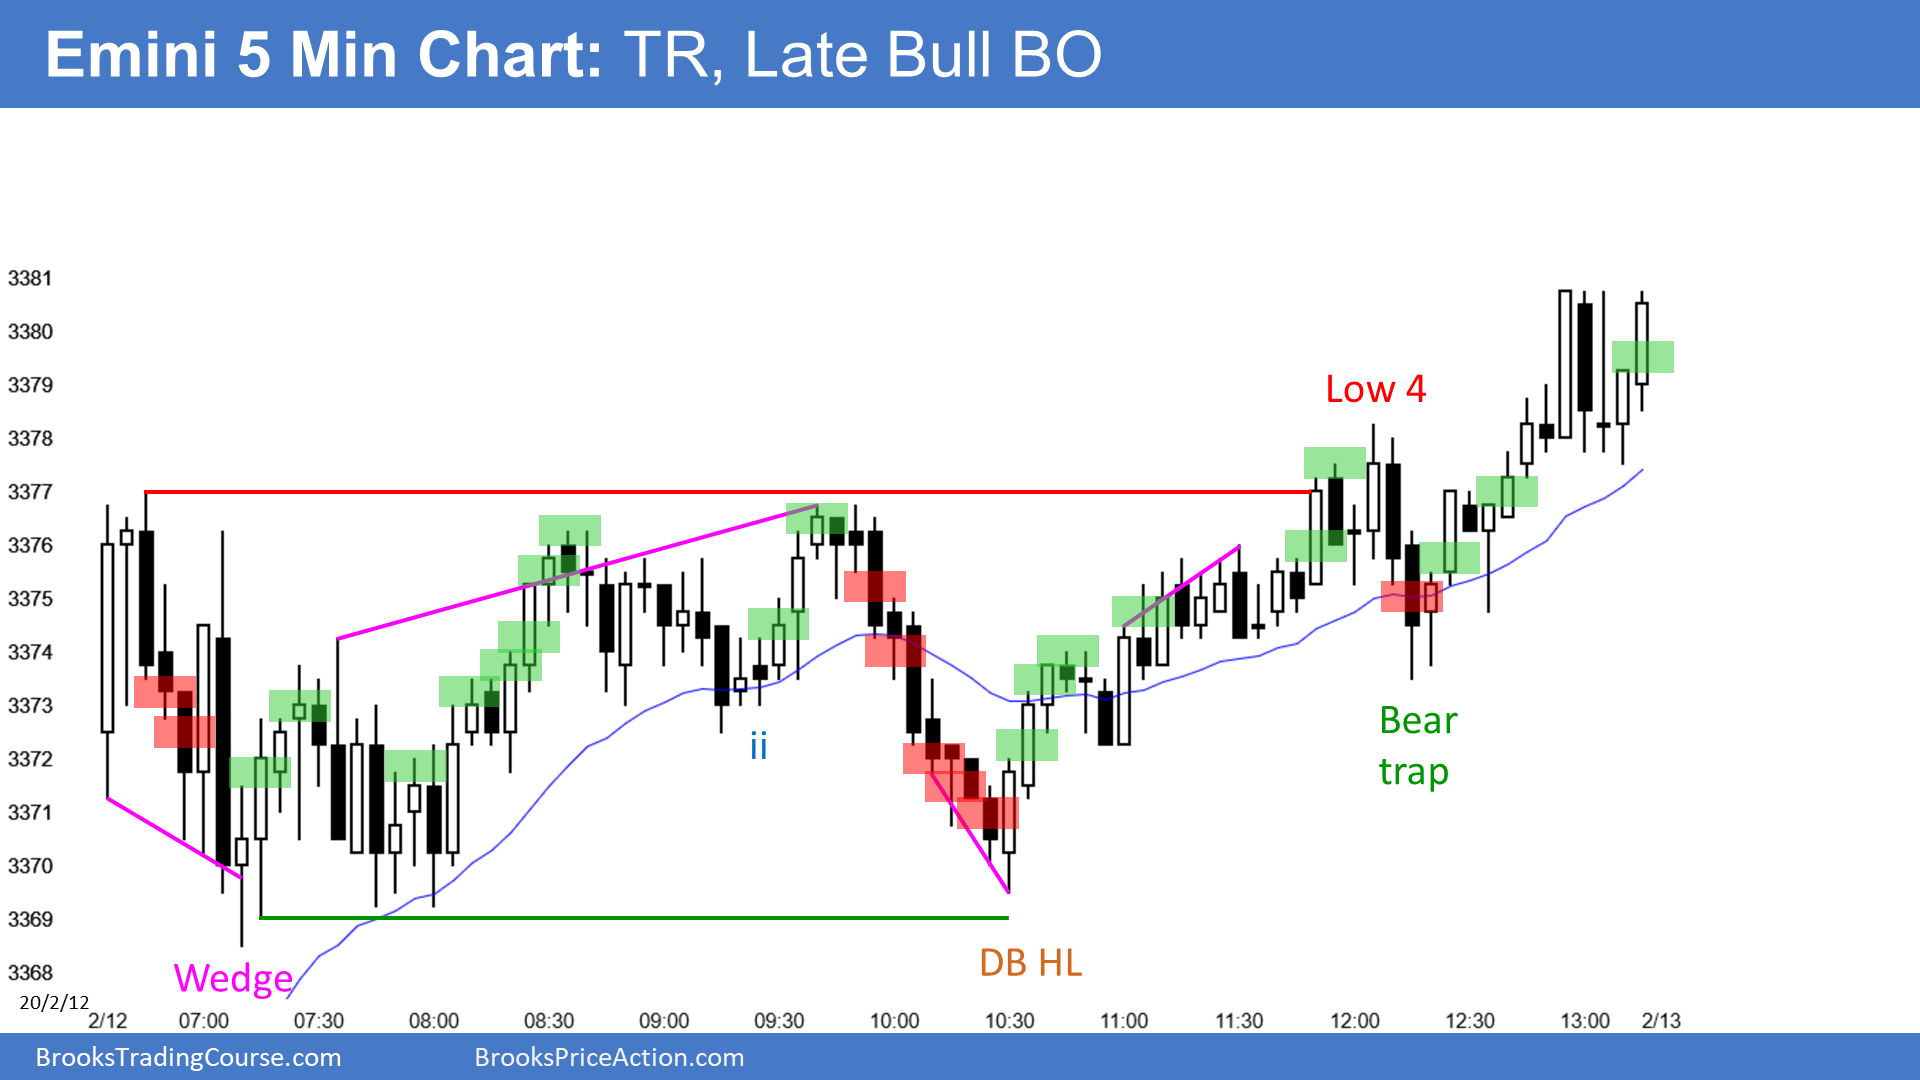 Emini 5 Min Chart: TR, Late Bull BO
3381
3380
3379
3378
3377
3376
3375
3374
3373
3372
3371
3370
3369
3368
Low 4
Bear
trap
ii
DB HL
Wedge
20/2/12
2/12 07:00 07:30 08:00 08:30 09:00 09:30 10:00 10:30 11:00 11:30 12:00 12:30 13:00 2/13
BrooksTradingCourse.com BrooksPriceAction.com